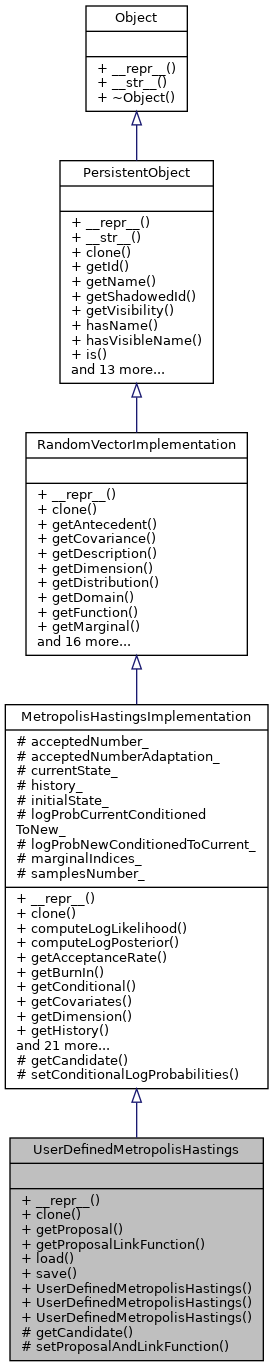 Object
+ __repr__()
+ __str__()
+ ~Object()
PersistentObject
+ __repr__()
+ __str__()
+ clone()
+ getId()
+ getName()
+ getShadowedId()
+ getVisibility()
+ hasName()
+ hasVisibleName()
+ is()
and 13 more...
RandomVectorImplementation
+ __repr__()
+ clone()
+ getAntecedent()
+ getCovariance()
+ getDescription()
+ getDimension()
+ getDistribution()
+ getDomain()
+ getFunction()
+ getMarginal()
and 16 more...
MetropolisHastingsImplementation
# acceptedNumber_
# acceptedNumberAdaptation_
# currentState_
# history_
# initialState_
# logProbCurrentConditioned
ToNew_
# logProbNewConditionedToCurrent_
# marginalIndices_
# samplesNumber_
+ __repr__()
+ clone()
+ computeLogLikelihood()
+ computeLogPosterior()
+ getAcceptanceRate()
+ getBurnIn()
+ getConditional()
+ getCovariates()
+ getDimension()
+ getHistory()
and 21 more...
# getCandidate()
# setConditionalLogProbabilities()
UserDefinedMetropolisHastings
+ __repr__()
+ clone()
+ getProposal()
+ getProposalLinkFunction()
+ load()
+ save()
+ UserDefinedMetropolisHastings()
+ UserDefinedMetropolisHastings()
+ UserDefinedMetropolisHastings()
# getCandidate()
# setProposalAndLinkFunction()